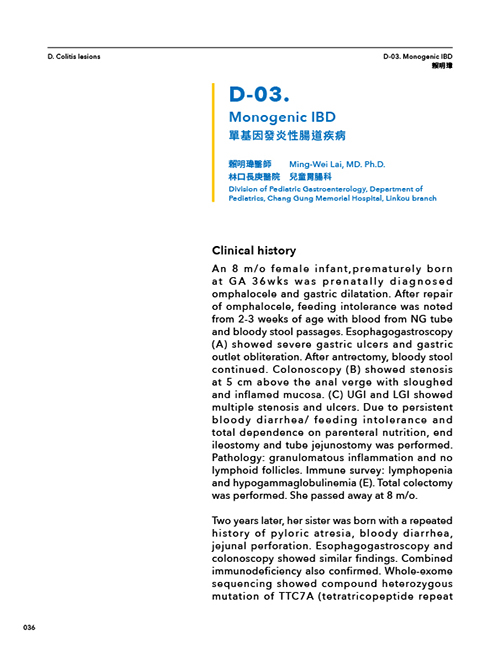 D. Colitis lesions
D-03. Monogenic IBD
賴明瑋
D-03.
Monogenic IBD
單基因發炎性腸道疾病
賴明瑋醫師 Ming-Wei Lai, MD. Ph.D.
林口長庚醫院 兒童胃腸科
Division of Pediatric Gastroenterology, Department of
Pediatrics, Chang Gung Memorial Hospital, Linkou branch
Clinical history
An 8 m/o female infant,prematurely born
at GA 36wks was prenatally diagnosed
omphalocele and gastric dilatation. After repair
of omphalocele, feeding intolerance was noted
from 2-3 weeks of age with blood from NG tube
and bloody stool passages. Esophagogastroscopy
(A) showed severe gastric ulcers and gastric
outlet obliteration. After antrectomy, bloody stool
continued. Colonoscopy (B) showed stenosis
at 5 cm above the anal verge with sloughed
and inflamed mucosa. (C) UGI and LGI showed
multiple stenosis and ulcers. Due to persistent
bloody diarrhea/ feeding intolerance and
total dependence on parenteral nutrition, end
ileostomy and tube jejunostomy was performed.
Pathology: granulomatous inflammation and no
lymphoid follicles. Immune survey: lymphopenia
and hypogammaglobulinemia (E). Total colectomy
was performed. She passed away at 8 m/o.
Two years later, her sister was born with a repeated
history of pyloric atresia, bloody diarrhea,
jejunal perforation. Esophagogastroscopy and
colonoscopy showed similar findings. Combined
immunodeficiency also confirmed. Whole-exome
sequencing showed compound heterozygous
mutation of TTC7A (tetratricopeptide repeat
036